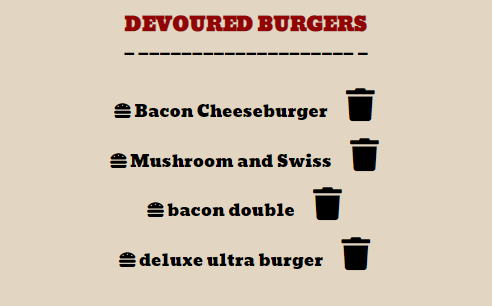 DEVOURED BURGERS
Bacon Cheeseburger
Mushroom and Swiss
bacon double
deluxe ultra burger